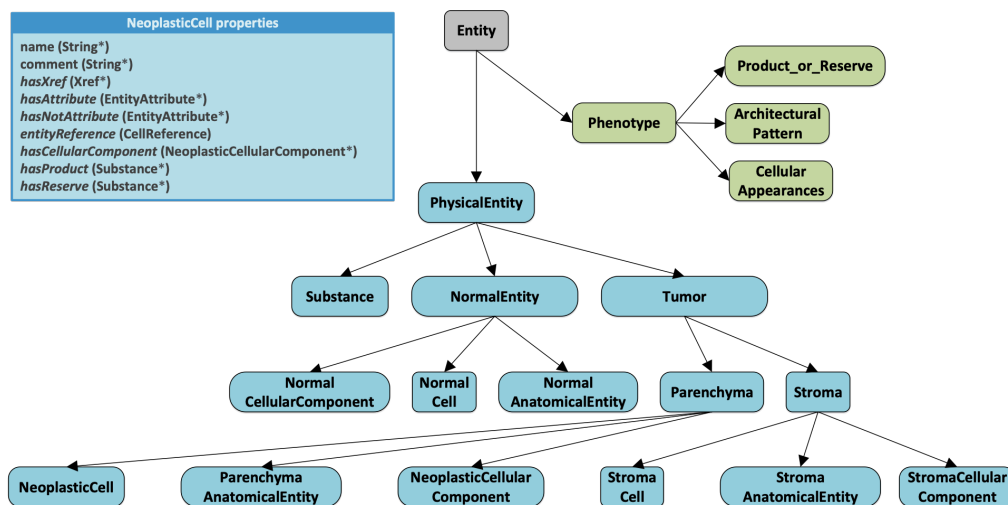 NeoplasticCell properties
name (String*)
comment (String*)
hasXref (Xref*)
hasAttribute (EntityAttribute*)
hasNotAttribute (EntityAttribute*)
entityReference (CellReference)
hasCellularComponent (NeoplasticCellularComponent*)
hasProduct (Substance*)
hasReserve (Substance*)
Entity
Product_or_Reserve
Phenotype
Architectural
Pattern
Cellular
Appearances
PhysicalEntity
Substance
NormalEntity
Tumor
Normal
CellularComponent
Normal
Cell
Normal
AnatomicalEntity
Parenchyma
Stroma
NeoplasticCell
Parenchyma
AnatomicalEntity
NeoplasticCellular
Component
Stroma
Cell
Stroma
AnatomicalEntity
StromaCellular
Component